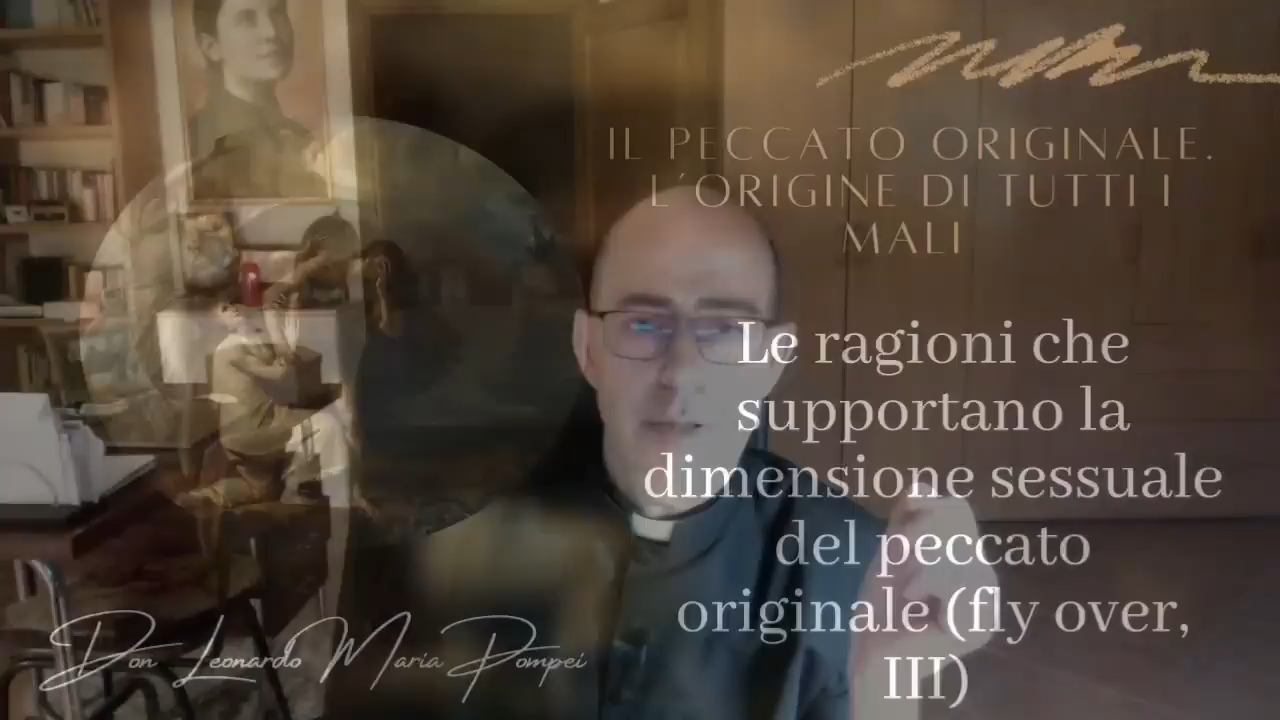 IL PECCATO ORIGINALE.
L´ORIGINE DI TUTTI I
MALI
Le ragioni che
supportano la
dimensione sessuale
del peccato
originale (fly over,
III)
Don Leonardo Maria Pompei